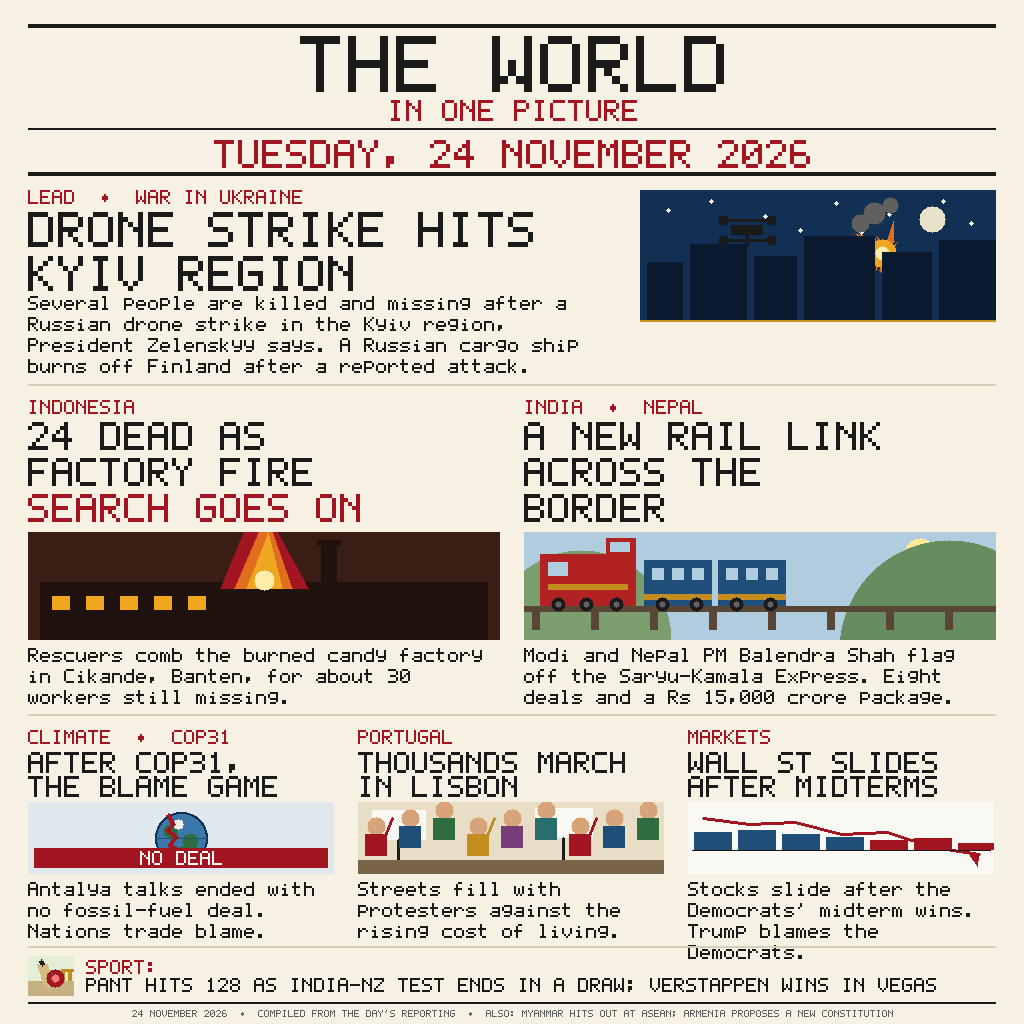 THE WORLD
IN ONE PICTURE
TUESDAY, 24 NOVEMBER 2026
LEAD ♦ WAR IN UKRAINE
DRONE STRIKE HITS
KYIV REGION
Several people are killed and missing after a
Russian drone strike in the Kyiv region,
President Zelenskyy says. A Russian cargo ship
burns off Finland after a reported attack.
INDONESIA
24 DEAD AS
FACTORY FIRE
SEARCH GOES ON
Rescuers comb the burned candy factory
in Cikande, Banten, for about 30
workers still missing.
INDIA ♦ NEPAL
A NEW RAIL LINK
ACROSS THE
BORDER
Modi and Nepal PM Balendra Shah flag
off the Saryu-Kamala Express. Eight
deals and a Rs 15,000 crore package.
CLIMATE ♦ COP31
AFTER COP31,
THE BLAME GAME
NO DEAL
Antalya talks ended with
no fossil-fuel deal.
Nations trade blame.
PORTUGAL
THOUSANDS MARCH
IN LISBON
Streets fill with
protesters against the
rising cost of living.
MARKETS
WALL ST SLIDES
AFTER MIDTERMS
Stocks slide after the
Democrats' midterm wins.
Trump blames the
Democrats.
SPORT:
PANT HITS 128 AS INDIA-NZ TEST ENDS IN A DRAW; VERSTAPPEN WINS IN VEGAS
24 NOVEMBER 2026 ♦ COMPILED FROM THE DAY'S REPORTING ♦ ALSO: MYANMAR HITS OUT AT ASEAN; ARMENIA PROPOSES A NEW CONSTITUTION